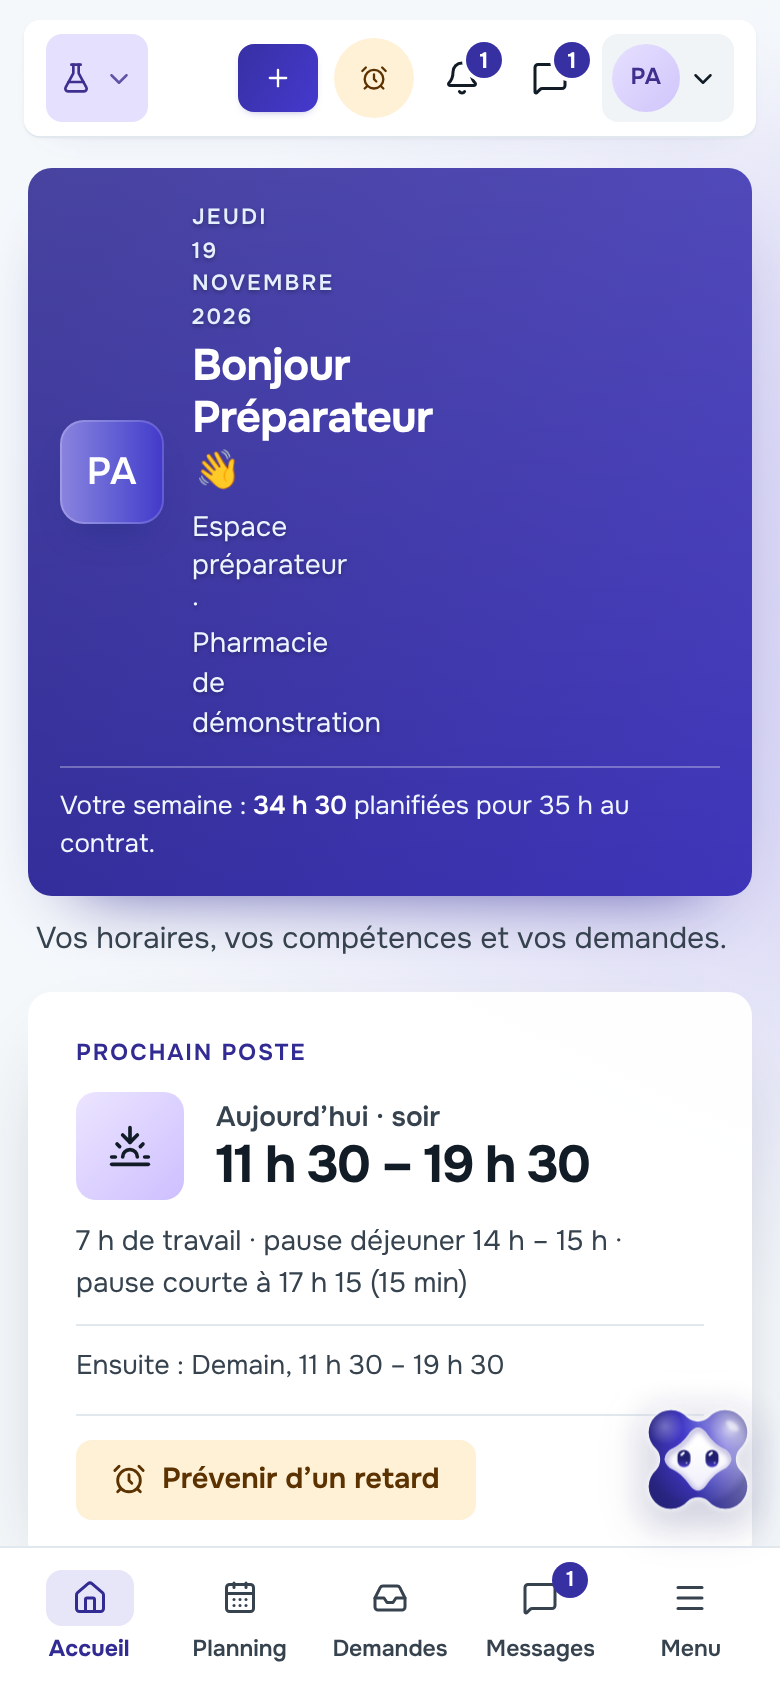 1
1
PA
JEUDI
19
NOVEMBRE
2026
Bonjour
Préparateur
👋
PA
Espace
préparateur
·
Pharmacie
de
démonstration
Votre semaine : 34 h 30 planifiées pour 35 h au
contrat.
Vos horaires, vos compétences et vos demandes.
PROCHAIN POSTE
Aujourd’hui · soir
11 h 30 – 19 h 30
7 h de travail · pause déjeuner 14 h – 15 h ·
pause courte à 17 h 15 (15 min)
Ensuite : Demain, 11 h 30 – 19 h 30
Prévenir d’un retard
1
Accueil
Planning
Demandes
Messages
Menu